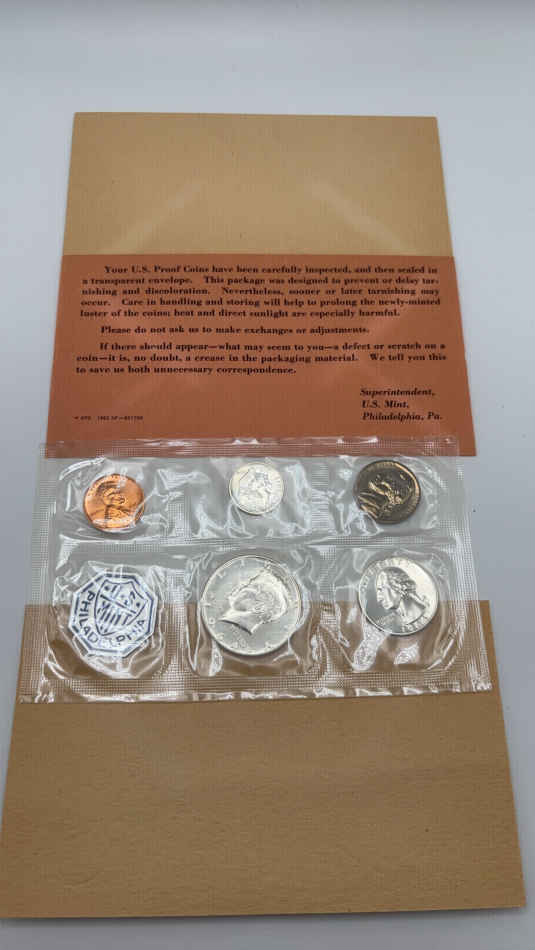 Your U.S. Proof Coins have been carefully inspected, and then sealed in
a transparent envelope. This package was designed to prevent or delay tar-
nishing and discoloration. Nevertheless, sooner or later tarnishing may
occur. Care in handling and storing will help to prolong the newly-minted
luster of the coins; heat and direct sunlight are especially harmful.
Please do not ask us to make exchanges or adjustments.
If there should appear—what may seem to you—a defect or scratch on a
coin—it is, no doubt, a crease in the packaging material. We tell you this
to save us both unnecessary correspondence.
Superintendent,
U.S. Mint,
Philadelphia, Pa.
U.S.
MINT
PHILADELPHIA
LIBERTY